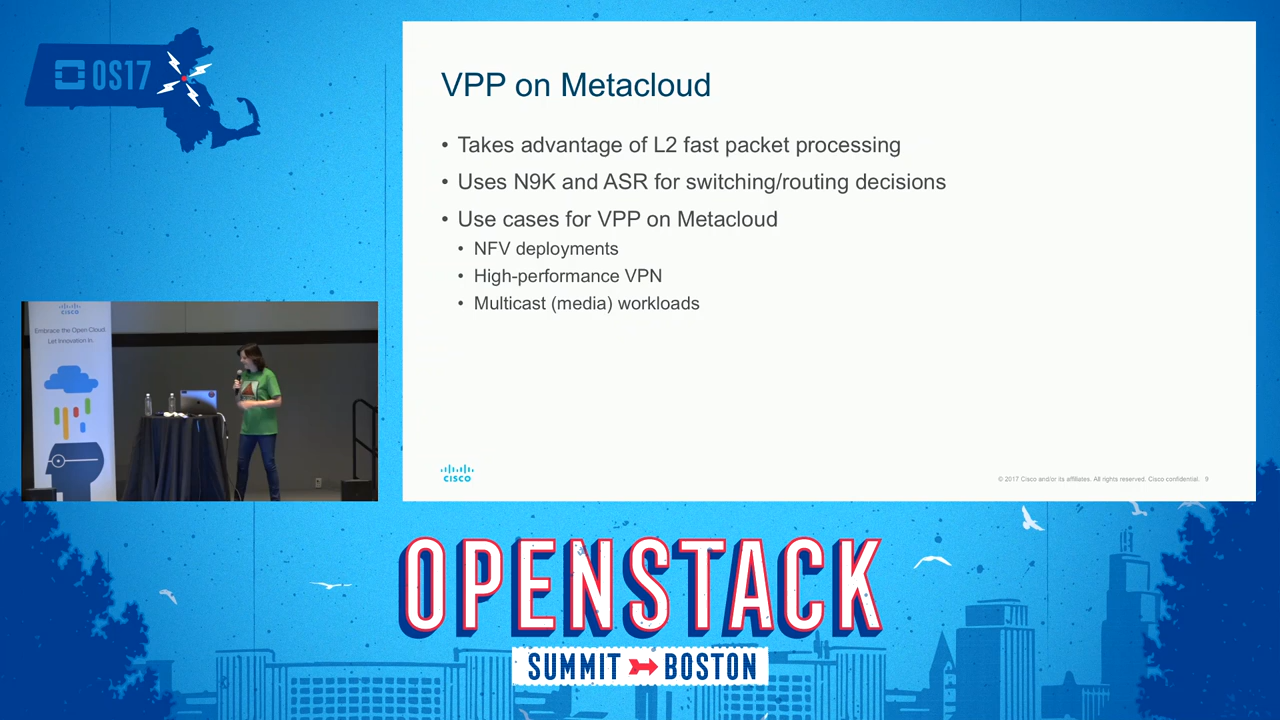 OS17
VPP on Metacloud
• Takes advantage of L2 fast packet processing
• Uses N9K and ASR for switching/routing decisions
• Use cases for VPP on Metacloud
• NFV deployments
• High-performance VPN
• Multicast (media) workloads
CISCO
© 2017 Cisco and/or its affiliates. All rights reserved. Cisco confidential. 9
CISCO
Embrace the Open Cloud.
Let Innovation In.
OPENSTACK
SUMMIT BOSTON